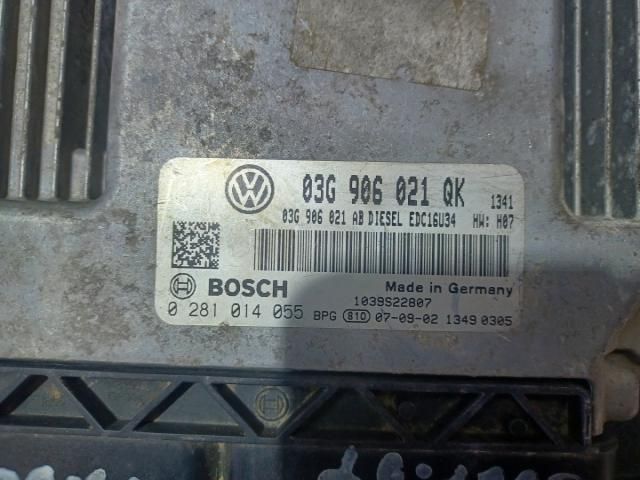 03G 906 021 QK 1341
03G 906 021 AB DIESEL EDC16U34 HW: H07
BOSCH Made in Germany
1039S22807
0 281 014 055 BPG 810 07-09-02 1349 0305